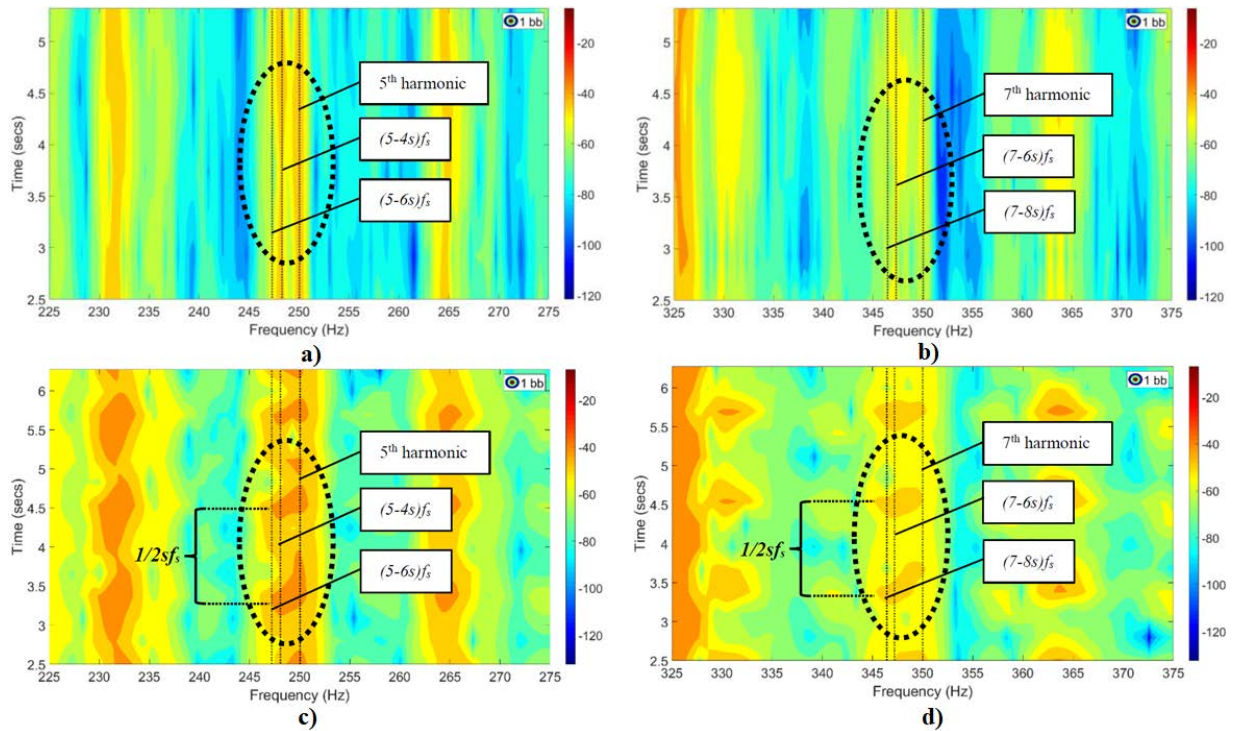 1 bb
5
4.5
4
3.5
3
2.5
Time (secs)
5th harmonic
(5-4s)fs
(5-6s)fs
225 230 235 240 245 250 255 260 265 270 275
Frequency (Hz)
-20
-40
-60
-80
-100
-120
a)
1 bb
5
4.5
4
3.5
3
2.5
Time (secs)
7th harmonic
(7-6s)fs
(7-8s)fs
325 330 335 340 345 350 355 360 365 370 375
Frequency (Hz)
-20
-40
-60
-80
-100
-120
b)
1 bb
6
5.5
5
4.5
4
3.5
3
2.5
Time (secs)
5th harmonic
(5-4s)fs
(5-6s)fs
1/2sfs
225 230 235 240 245 250 255 260 265 270 275
Frequency (Hz)
-20
-40
-60
-80
-100
-120
c)
1 bb
6
5.5
5
4.5
4
3.5
3
2.5
Time (secs)
7th harmonic
(7-6s)fs
(7-8s)fs
1/2sfs
325 330 335 340 345 350 355 360 365 370 375
Frequency (Hz)
-20
-40
-60
-80
-100
-120
d)